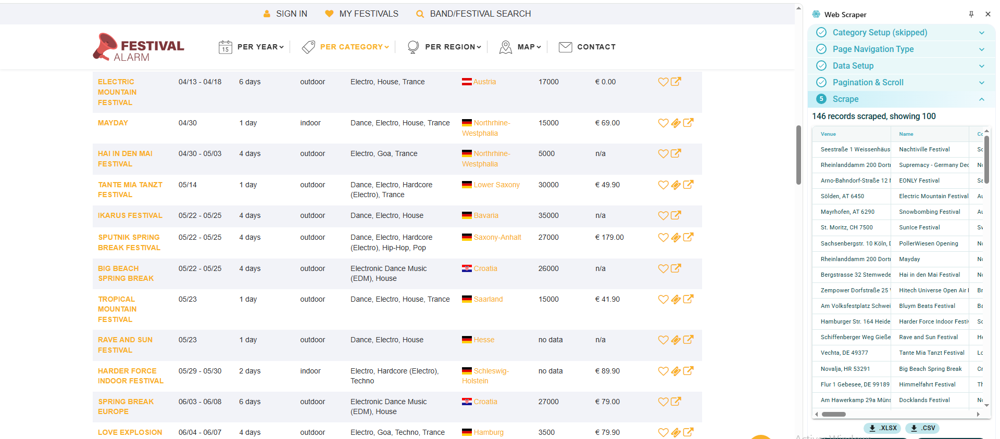 SIGN IN
MY FESTIVALS
BAND/FESTIVAL SEARCH
FESTIVAL
ALARM
15
PER YEAR
PER CATEGORY
PER REGION
MAP
CONTACT
ELECTRIC MOUNTAIN FESTIVAL 04/13 - 04/18 6 days outdoor Electro, House, Trance Austria 17000 € 0.00
MAYDAY 04/30 1 day indoor Dance, Electro, House, Trance Northrhine-Westphalia 15000 € 69.00
HAI IN DEN MAI FESTIVAL 04/30 - 05/03 4 days outdoor Electro, Goa, Trance Northrhine-Westphalia 5000 n/a
TANTE MIA TANZT FESTIVAL 05/14 1 day outdoor Dance, Electro, Hardcore (Electro), Trance Lower Saxony 30000 € 49.90
IKARUS FESTIVAL 05/22 - 05/25 4 days outdoor Dance, Electro, House Bavaria 35000 n/a
SPUTNIK SPRING BREAK FESTIVAL 05/22 - 05/25 4 days outdoor Dance, Electro, Hardcore (Electro), Hip-Hop, Pop Saxony-Anhalt 27000 € 179.00
BIG BEACH SPRING BREAK 05/22 - 05/25 4 days outdoor Electronic Dance Music (EDM), House Croatia 26000 n/a
TROPICAL MOUNTAIN FESTIVAL 05/23 1 day outdoor Dance, Electro, House, Trance Saarland 15000 € 41.90
RAVE AND SUN FESTIVAL 05/23 1 day outdoor Dance, Electro, House Hesse no data n/a
HARDER FORCE INDOOR FESTIVAL 05/29 - 05/30 2 days indoor Electro, Hardcore (Electro), Techno Schleswig-Holstein no data € 89.90
SPRING BREAK EUROPE 06/03 - 06/08 6 days outdoor Electronic Dance Music (EDM), House Croatia 27000 € 79.00
LOVE EXPLOSION 06/04 - 06/07 4 days outdoor Electro, Goa, Techno, Trance Hamburg 3500 € 79.90
Web Scraper
Category Setup (skipped)
Page Navigation Type
Data Setup
Pagination & Scroll
5 Scrape
146 records scraped, showing 100
Venue Name Co
Seestraße 1 Weissenhäus Nachtiville Festival Sc
Rheinlanddamm 200 Dortr Supremacy - Germany Dec No
Arno-Bahndorf-Straße 12 Festival EONLY Festival Sa
Sölden, AT 6450 Electric Mountain Festival Au
Mayrhofen, AT 6290 Snowbombing Festival Au
St. Moritz, CH 7500 SunIce Festival Sw
Sachsenbergstr. 10 Köln, PollerWiesen Opening No
Rheinlanddamm 200 Dortr Mayday No
Bergstrasse 32 Stemwede Hai in den Mai Festival No
Zempower Dorfstraße 25 Hitech Universe Open Air Br
Am Volksfestplatz Schwei Bluym Beats Festival Ba
Hamburger Str. 164 Heide Harder Force Indoor Festiv Sc
Schiffenberger Weg Gieße Rave and Sun Festival He
Vechta, DE 49377 Tante Mia Tanzt Festival Lo
Novalja, HR 53291 Big Beach Spring Break Cr
Flur 1 Gebesee, DE 99189 Himmelfahrt Festival Th
Am Hawerkamp 29a Müns Docklands Festival No
.XLSX
.CSV